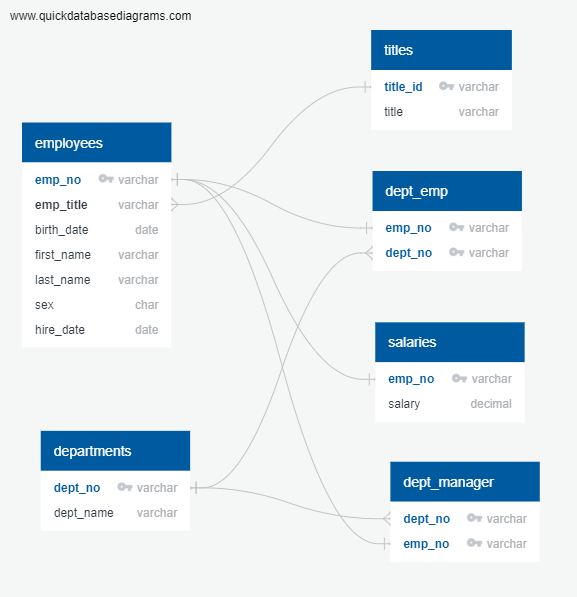 www.quickdatabasediagrams.com
titles
title_id varchar
title varchar
employees
emp_no varchar
emp_title varchar
birth_date date
first_name varchar
last_name varchar
sex char
hire_date date
dept_emp
emp_no varchar
dept_no varchar
salaries
emp_no varchar
salary decimal
departments
dept_no varchar
dept_name varchar
dept_manager
dept_no varchar
emp_no varchar